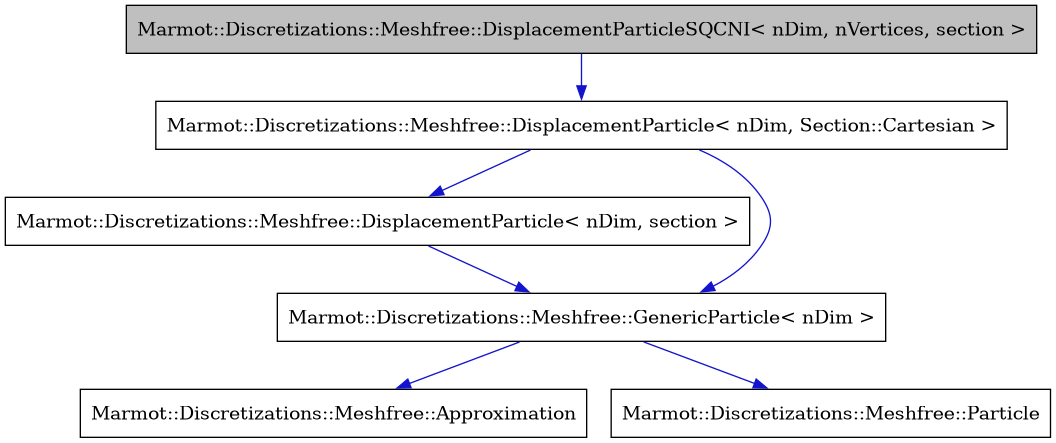 Marmot::Discretizations::Meshfree::DisplacementParticleSQCNI< nDim, nVertices, section >
Marmot::Discretizations::Meshfree::DisplacementParticle< nDim, Section::Cartesian >
Marmot::Discretizations::Meshfree::DisplacementParticle< nDim, section >
Marmot::Discretizations::Meshfree::GenericParticle< nDim >
Marmot::Discretizations::Meshfree::Approximation
Marmot::Discretizations::Meshfree::Particle